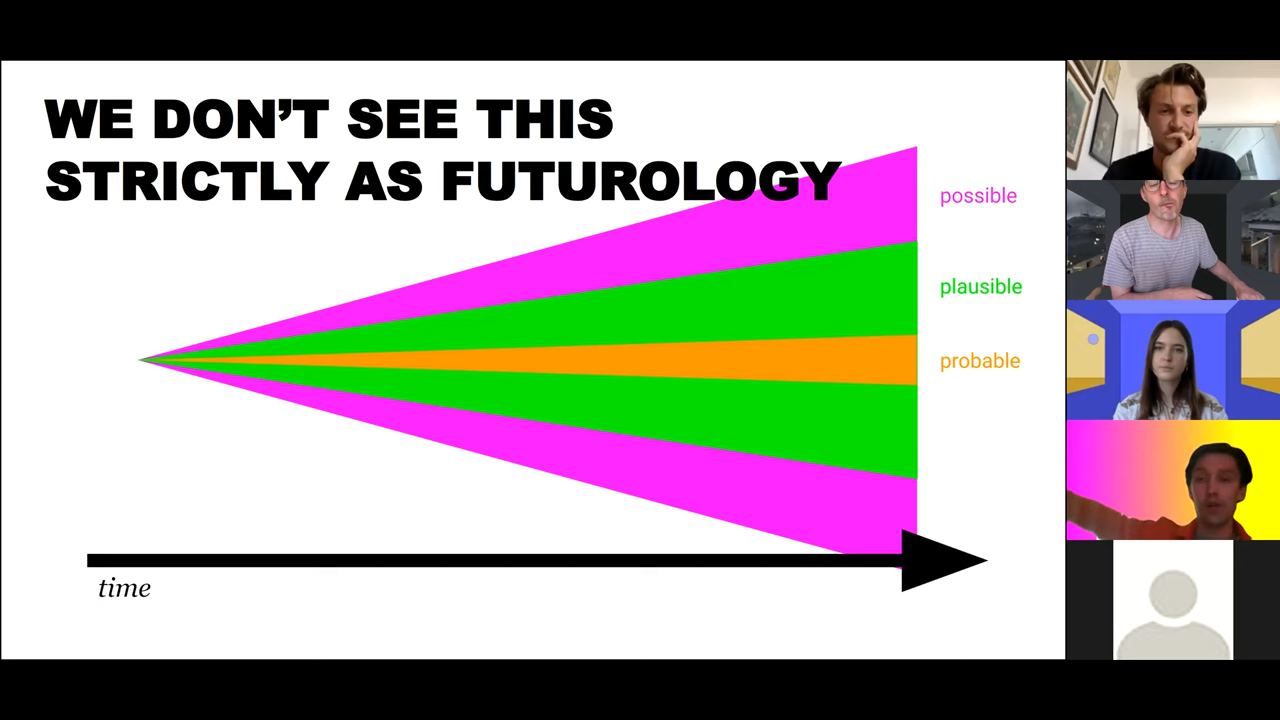 WE DON’T SEE THIS
STRICTLY AS FUTUROLOGY
possible
plausible
probable
time